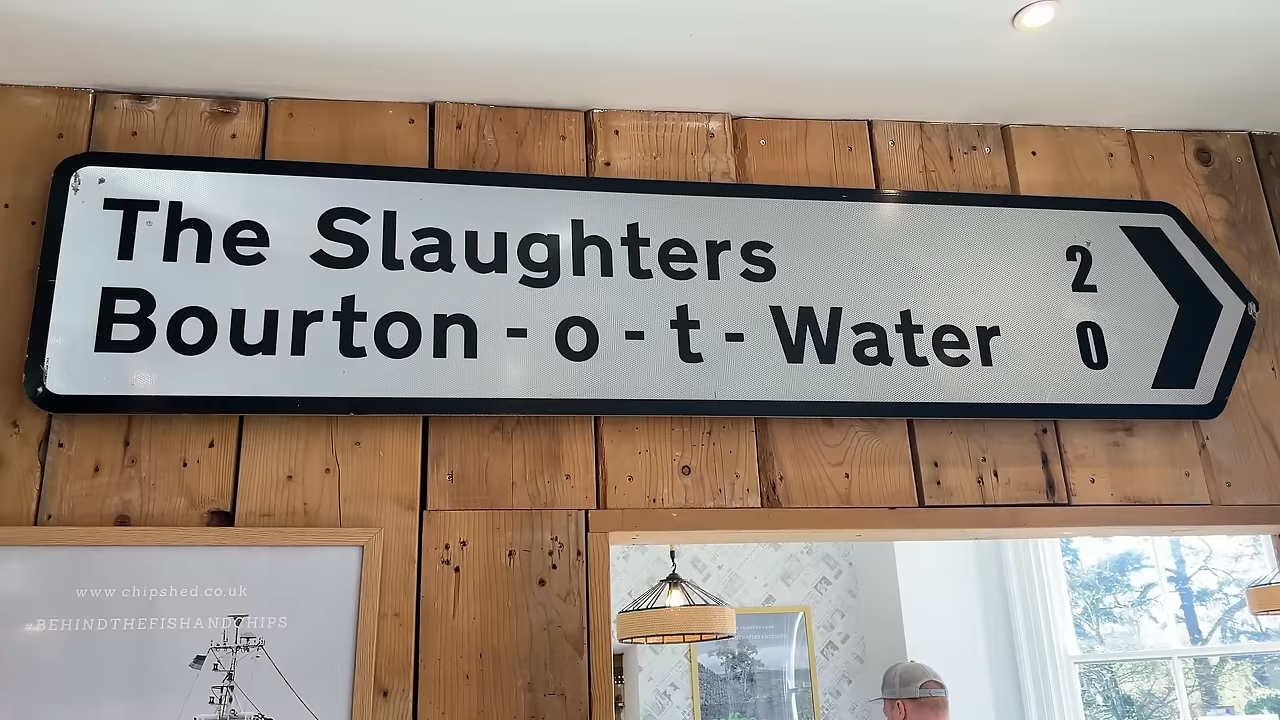 The Slaughters 2
Bourton - o - t - Water 0
www.chipshed.co.uk
#BEHINDTHEFISHANDCHIPS